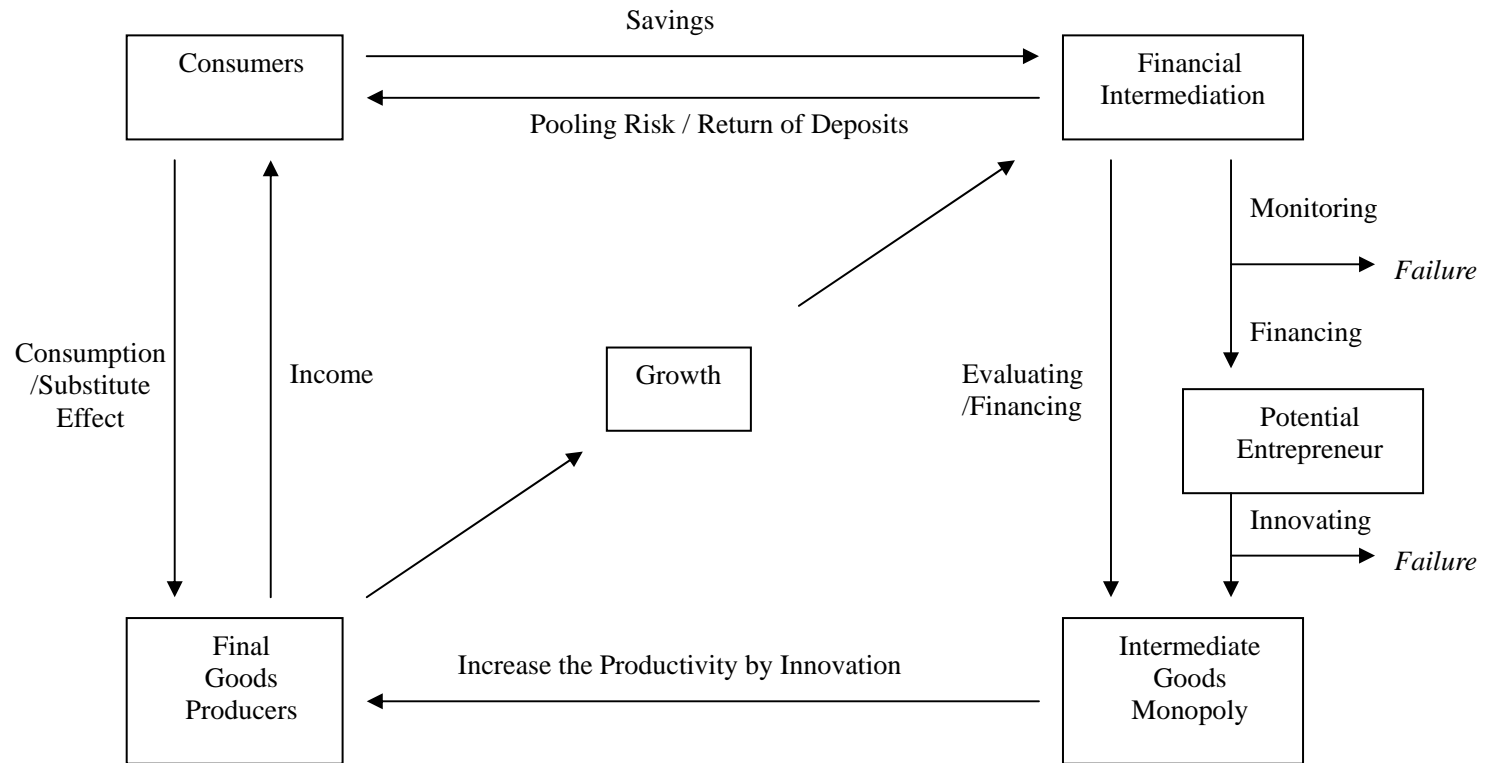 Savings
Consumers
Financial
Intermediation
Pooling Risk / Return of Deposits
Monitoring
Failure
Financing
Consumption
/Substitute
Effect
Income
Growth
Evaluating
/Financing
Potential
Entrepreneur
Innovating
Failure
Final
Goods
Producers
Increase the Productivity by Innovation
Intermediate
Goods
Monopoly